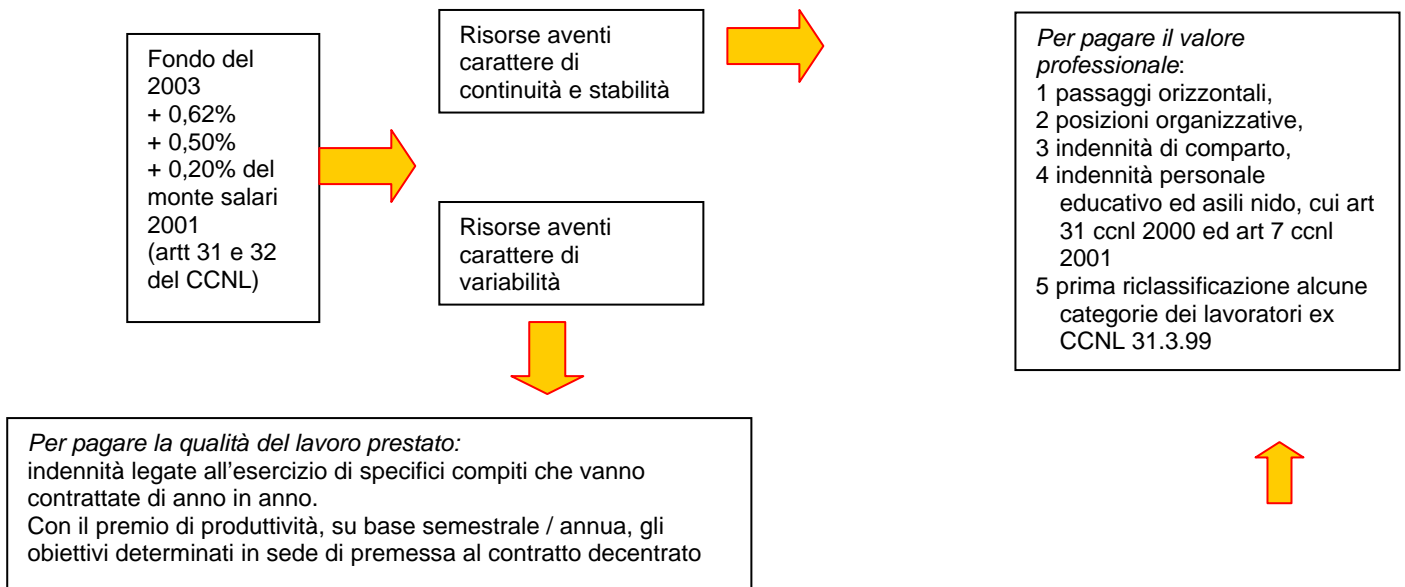 Fondo del
2003
+ 0,62%
+ 0,50%
+ 0,20% del
monte salari
2001
(artt 31 e 32
del CCNL)
Risorse aventi
carattere di
continuità e stabilità
Risorse aventi
carattere di
variabilità
Per pagare il valore
professionale:
1 passaggi orizzontali,
2 posizioni organizzative,
3 indennità di comparto,
4 indennità personale
educativo ed asili nido, cui art
31 ccnl 2000 ed art 7 ccnl
2001
5 prima riclassificazione alcune
categorie dei lavoratori ex
CCNL 31.3.99
Per pagare la qualità del lavoro prestato:
indennità legate all'esercizio di specifici compiti che vanno
contrattate di anno in anno.
Con il premio di produttività, su base semestrale / annua, gli
obiettivi determinati in sede di premessa al contratto decentrato